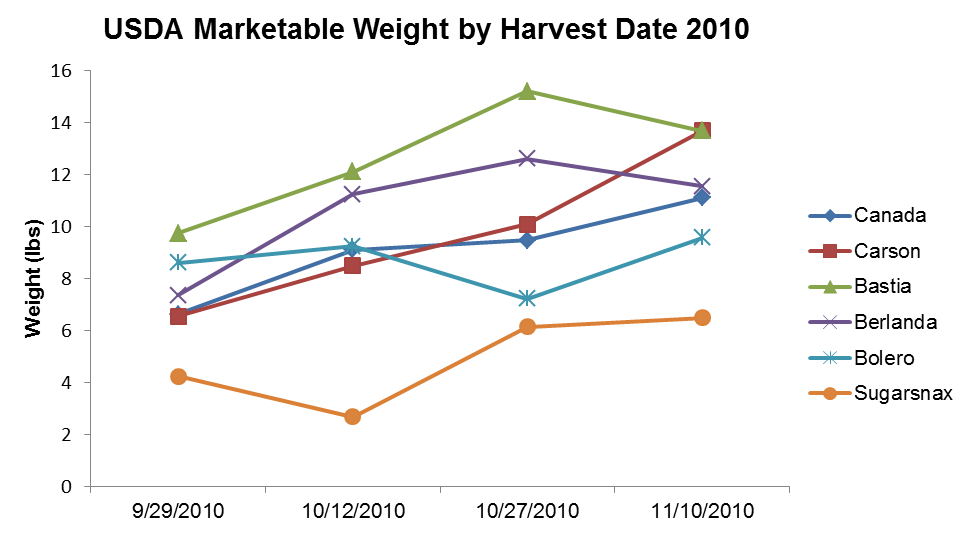 USDA Marketable Weight by Harvest Date 2010
Weight (lbs)
16
14
12
10
8
6
4
2
0
9/29/2010
10/12/2010
10/27/2010
11/10/2010
Canada
Carson
Bastia
Berlanda
Bolero
Sugarsnax